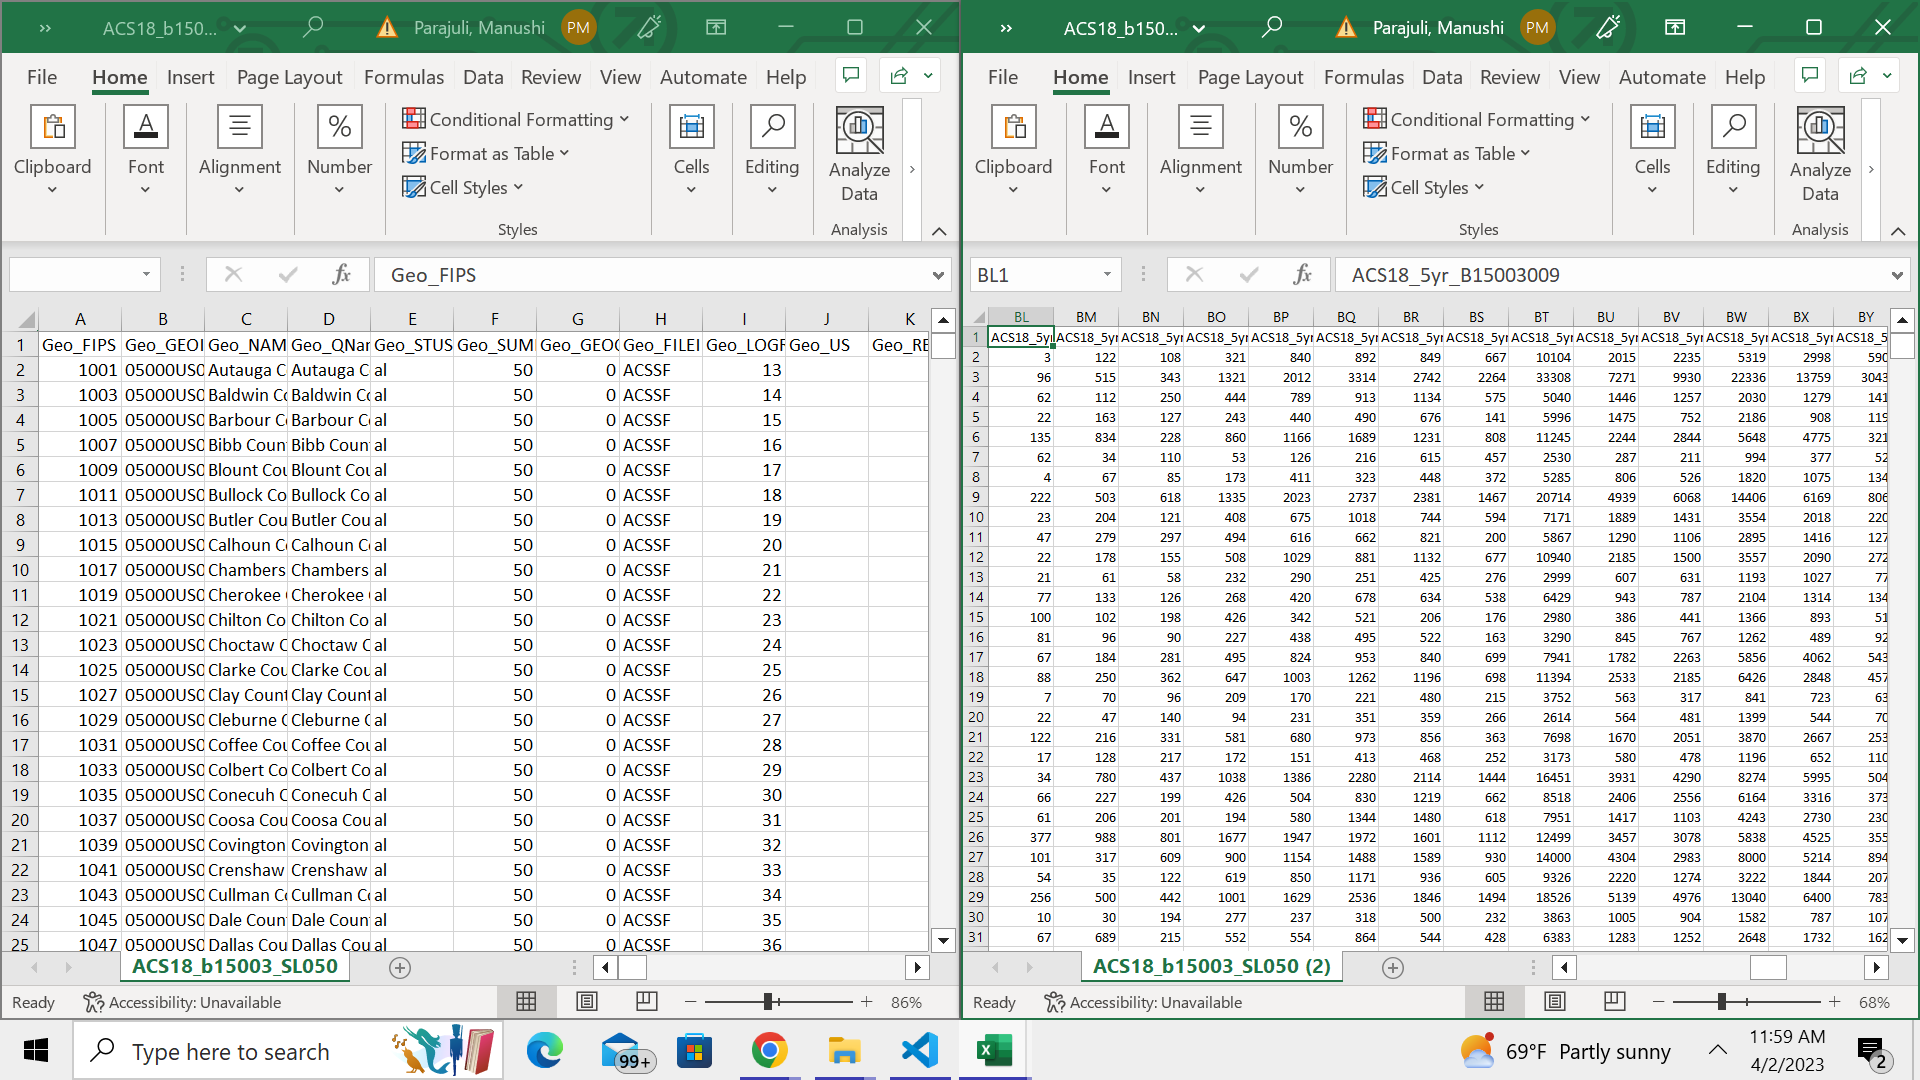 ACS18_b150...
Parajuli, Manushi
PM
File Home Insert Page Layout Formulas Data Review View Automate Help
Clipboard
Font
Alignment
Number
Conditional Formatting
Format as Table
Cell Styles
Styles
Cells
Editing
Analyze
Data
Analysis
fx
Geo_FIPS
A B C D E F G H I J K
1 Geo_FIPS Geo_GEOI Geo_NAM Geo_QNar Geo_STUS Geo_SUM Geo_GEO Geo_FILEI Geo_LOGR Geo_US Geo_RE
2 1001 05000US0 Autauga C Autauga C al 50 0 ACSSF 13
3 1003 05000US0 Baldwin Co Baldwin Co al 50 0 ACSSF 14
4 1005 05000US0 Barbour C Barbour C al 50 0 ACSSF 15
5 1007 05000US0 Bibb Coun Bibb Coun al 50 0 ACSSF 16
6 1009 05000US0 Blount Cou Blount Cou al 50 0 ACSSF 17
7 1011 05000US0 Bullock Co Bullock Co al 50 0 ACSSF 18
8 1013 05000US0 Butler Cou Butler Cou al 50 0 ACSSF 19
9 1015 05000US0 Calhoun C Calhoun C al 50 0 ACSSF 20
10 1017 05000US0 Chambers Chambers al 50 0 ACSSF 21
11 1019 05000US0 Cherokee Cherokee al 50 0 ACSSF 22
12 1021 05000US0 Chilton Co Chilton Co al 50 0 ACSSF 23
13 1023 05000US0 Choctaw C Choctaw C al 50 0 ACSSF 24
14 1025 05000US0 Clarke Cou Clarke Cou al 50 0 ACSSF 25
15 1027 05000US0 Clay Count Clay Count al 50 0 ACSSF 26
16 1029 05000US0 Cleburne C Cleburne C al 50 0 ACSSF 27
17 1031 05000US0 Coffee Cou Coffee Cou al 50 0 ACSSF 28
18 1033 05000US0 Colbert Co Colbert Co al 50 0 ACSSF 29
19 1035 05000US0 Conecuh C Conecuh C al 50 0 ACSSF 30
20 1037 05000US0 Coosa Cou Coosa Cou al 50 0 ACSSF 31
21 1039 05000US0 Covington Covington al 50 0 ACSSF 32
22 1041 05000US0 Crenshaw Crenshaw al 50 0 ACSSF 33
23 1043 05000US0 Cullman C Cullman C al 50 0 ACSSF 34
24 1045 05000US0 Dale Coun Dale Coun al 50 0 ACSSF 35
25 1047 05000US0 Dallas Cou Dallas Cou al 50 0 ACSSF 36
ACS18_b15003_SL050
Ready Accessibility: Unavailable 86%
ACS18_b150...
Parajuli, Manushi
PM
File Home Insert Page Layout Formulas Data Review View Automate Help
Clipboard
Font
Alignment
Number
Conditional Formatting
Format as Table
Cell Styles
Styles
Cells
Editing
Analyze
Data
Analysis
BL1
fx
ACS18_5yr_B15003009
BL BM BN BO BP BQ BR BS BT BU BV BW BX BY
1 ACS18_5yr ACS18_5yr ACS18_5yr ACS18_5yr ACS18_5yr ACS18_5yr ACS18_5yr ACS18_5yr ACS18_5yr ACS18_5yr ACS18_5yr ACS18_5yr ACS18_5yr ACS18_5
2 3 122 108 321 840 892 849 667 10104 2015 2235 5319 2998 590
3 96 515 343 1321 2012 3314 2742 2264 33308 7271 9930 22336 13759 3043
4 62 112 250 444 789 913 1134 575 5040 1446 1257 2030 1279 141
5 22 163 127 243 440 490 676 141 5996 1475 752 2186 908 119
6 135 834 228 860 1166 1689 1231 808 11245 2244 2844 5648 4775 321
7 62 34 110 53 126 216 615 457 2530 287 211 994 377 52
8 4 67 85 173 411 323 448 372 5285 806 526 1820 1075 134
9 222 503 618 1335 2023 2737 2381 1467 20714 4939 6068 14406 6169 806
10 23 204 121 408 675 1018 744 594 7171 1889 1431 3554 2018 220
11 47 279 297 494 616 662 821 200 5867 1290 1106 2895 1416 127
12 22 178 155 508 1029 881 1132 677 10940 2185 1500 3557 2090 272
13 21 61 58 232 290 251 425 276 2999 607 631 1193 1027 77
14 77 133 126 268 420 678 634 538 6429 943 787 2104 1314 134
15 100 102 198 426 342 521 206 176 2980 386 441 1366 893 51
16 81 96 90 227 438 495 522 163 3290 845 767 1262 489 92
17 67 184 281 495 824 953 840 699 7941 1782 2263 5856 4062 543
18 88 250 362 647 1003 1262 1196 698 11394 2533 2185 6426 2848 457
19 7 70 96 209 170 221 480 215 3752 563 317 841 723 63
20 22 47 140 94 231 351 359 266 2614 564 481 1399 544 70
21 122 216 331 581 680 973 856 363 7698 1670 2051 3870 2667 253
22 17 128 217 172 151 413 468 252 3173 580 478 1196 652 110
23 34 780 437 1038 1386 2280 2114 1444 16451 3931 4290 8274 5995 504
24 66 227 199 426 504 830 1219 662 8518 2406 2556 6164 3316 373
25 61 206 201 194 580 1344 1480 618 7951 1417 1103 4243 2730 230
26 377 988 801 1677 1947 1972 1601 1112 12499 3457 3078 5838 4525 355
27 101 317 609 900 1154 1488 1589 930 14000 4304 2983 8000 5214 894
28 54 35 122 619 850 1171 936 605 9326 2220 1274 3222 1844 207
29 256 500 442 1001 1629 2536 1846 1494 18526 5139 4976 13040 6400 783
30 10 30 194 277 237 318 500 232 3863 1005 904 1582 787 107
31 67 689 215 552 554 864 544 428 6383 1283 1252 2648 1732 162
ACS18_b15003_SL050 (2)
Ready Accessibility: Unavailable 68%
Type here to search
99+
69°F Partly sunny
11:59 AM
4/2/2023
2